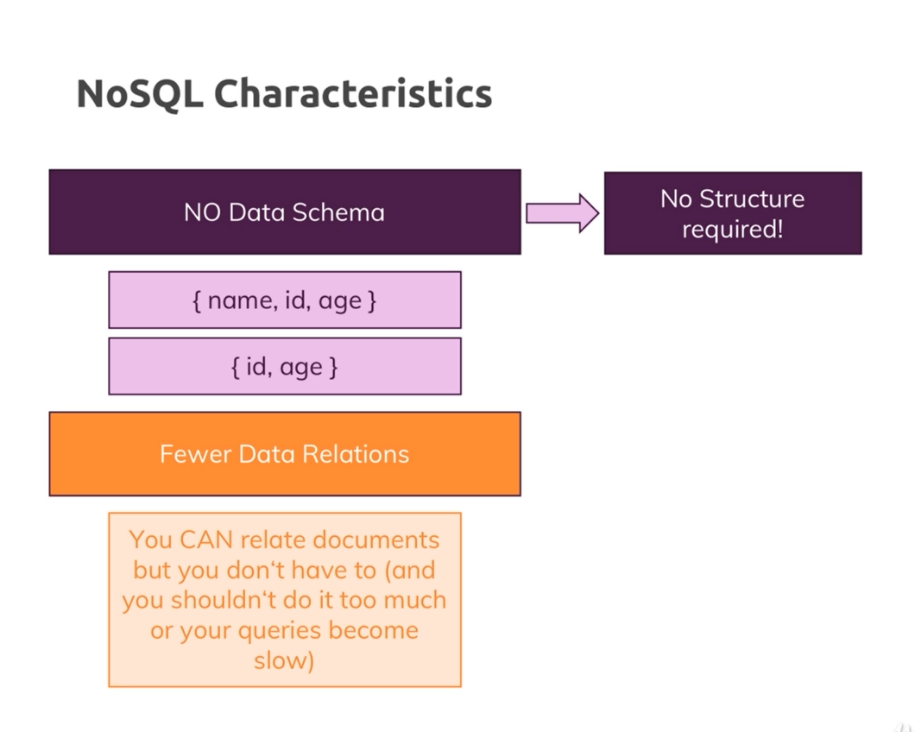 NoSQL Characteristics
NO Data Schema
No Structure
required!
{ name, id, age }
{ id, age }
Fewer Data Relations
You CAN relate documents
but you don‘t have to (and
you shouldn‘t do it too much
or your queries become
slow)